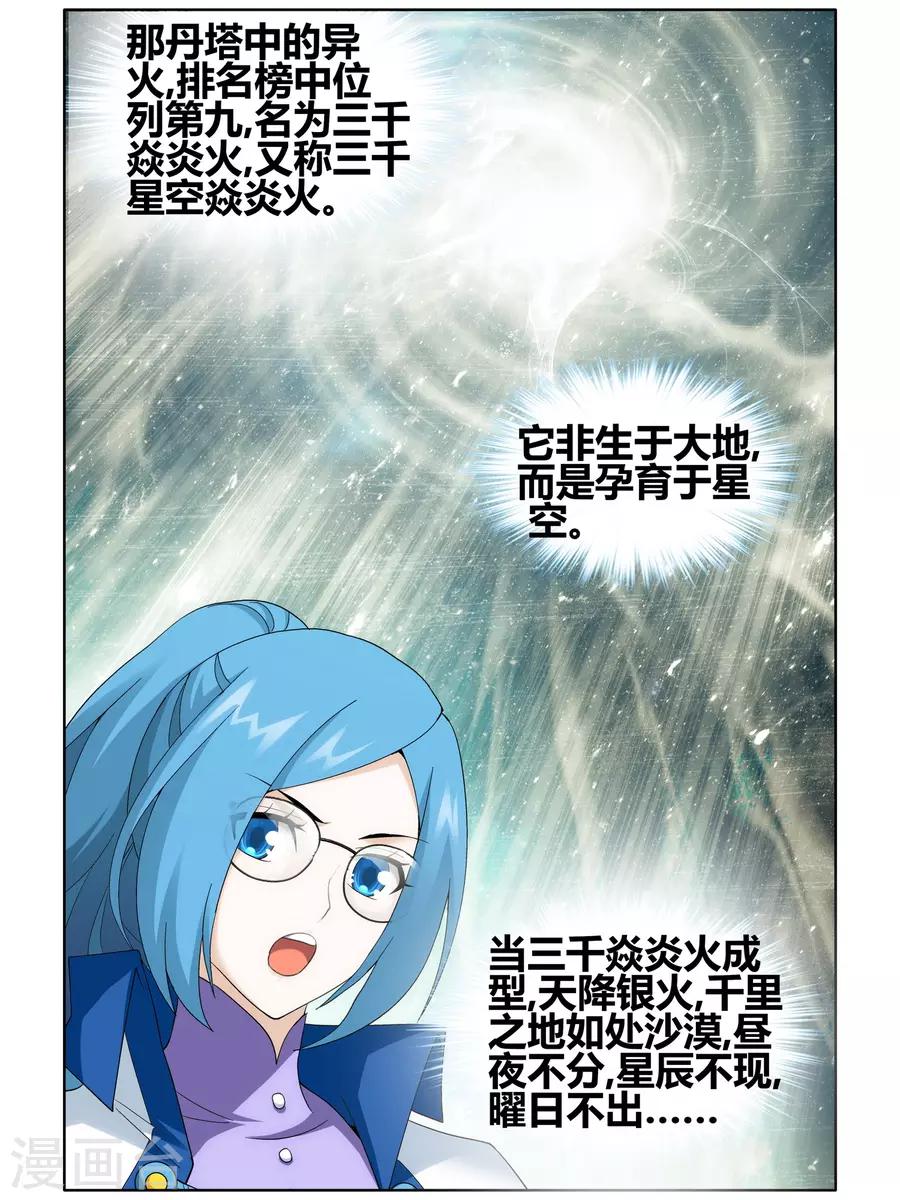 那丹塔中的异
火,排名榜中位
列第九,名为三千
焱炎火,又称三千
星空焱炎火。
它非生于大地,
而是孕育于星
空。
当三千焱炎火成
型,天降银火,千里
之地如处沙漠,昼
夜不分,星辰不现,
曜日不出……
漫画台